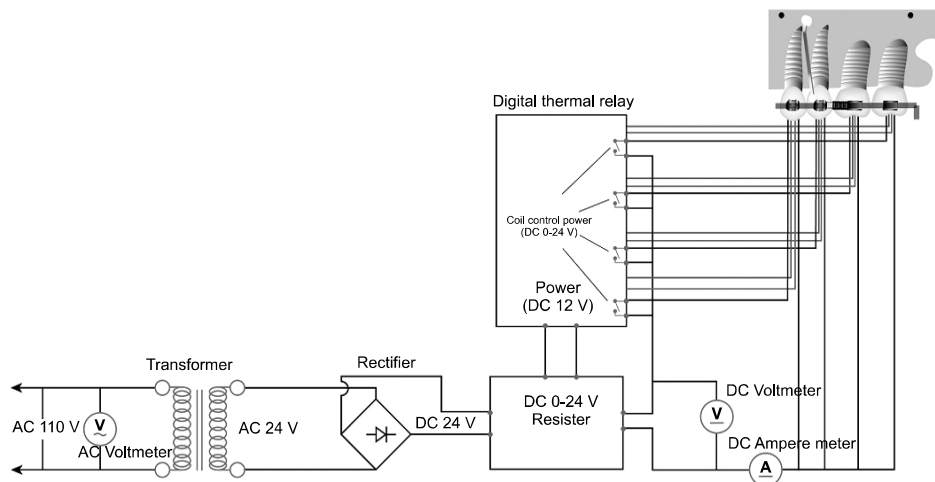 Digital thermal relay
Coil control power
(DC 0-24 V)
Power
(DC 12 V)
Transformer
Rectifier
AC 110 V
V
AC Voltmeter
AC 24 V
DC 24 V
DC 0-24 V
Resister
DC Voltmeter
V
DC Ampere meter
A